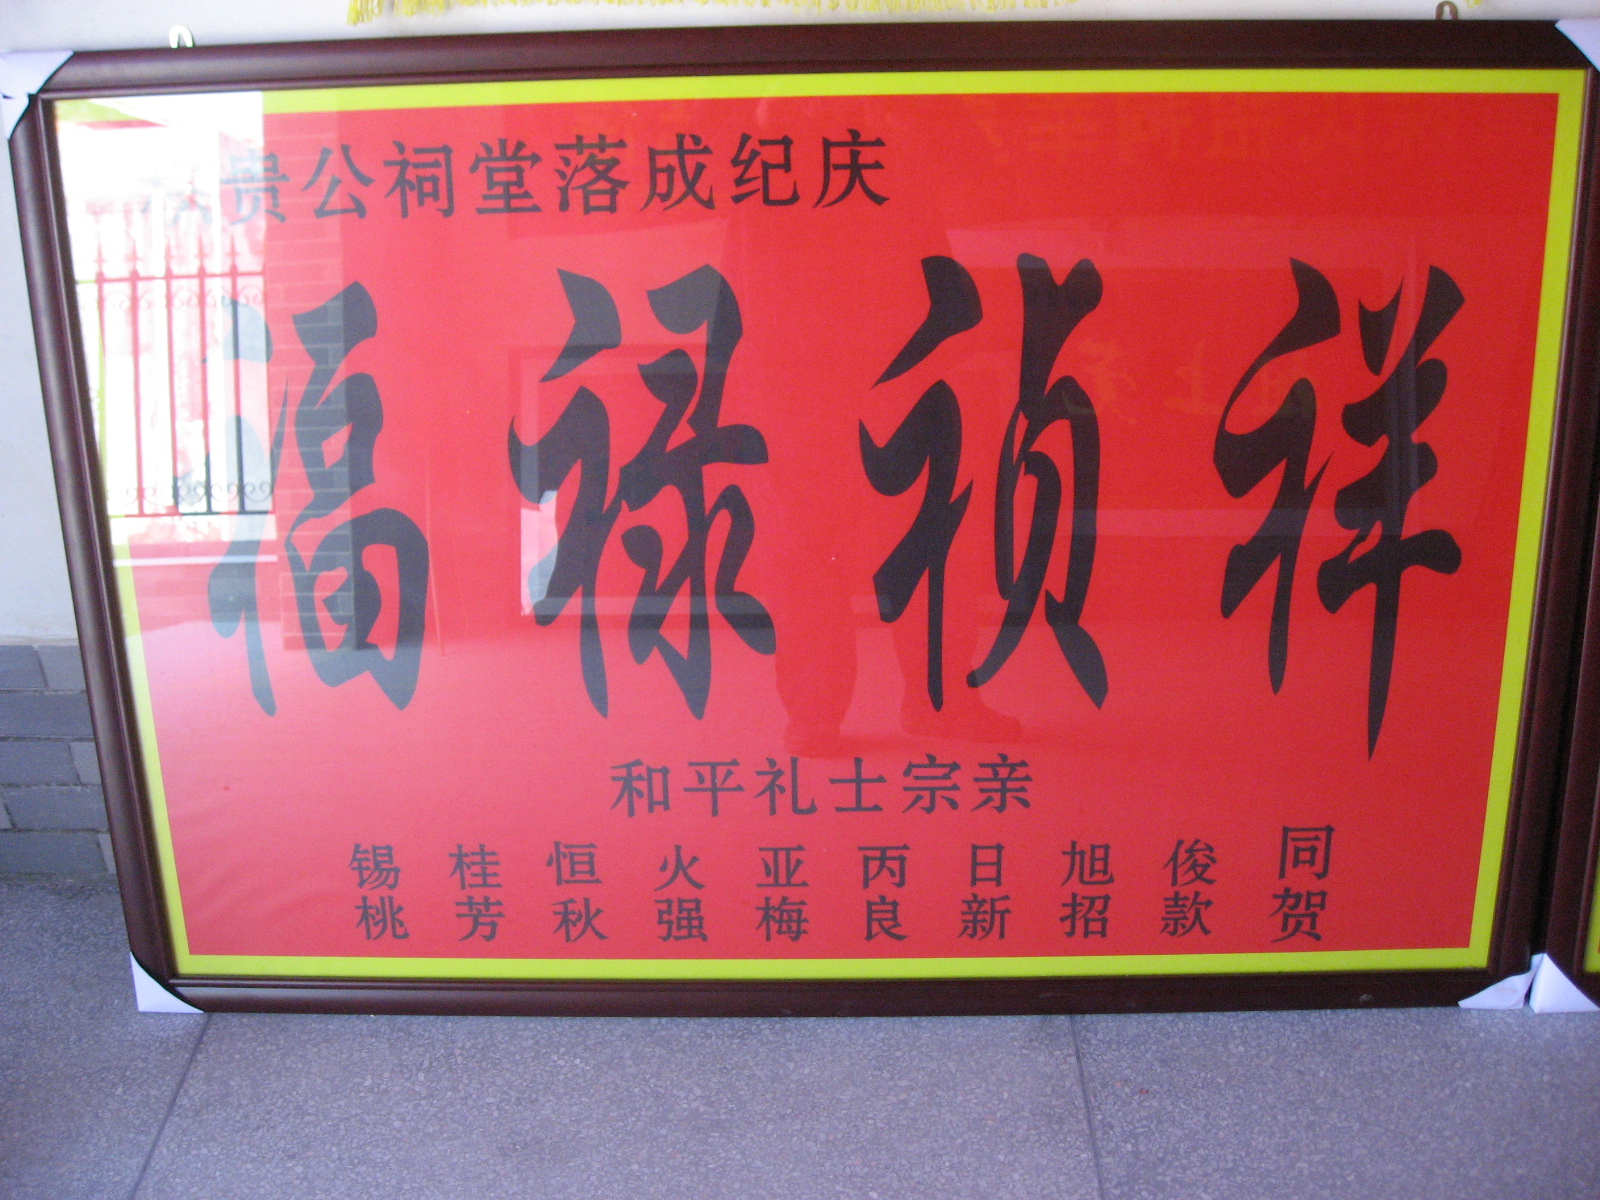 贵公祠堂落成纪庆
福禄祯祥
和平礼士宗亲
锡桃 桂芳 恒秋 火强 亚梅 丙良 日新 旭招 俊款 同贺